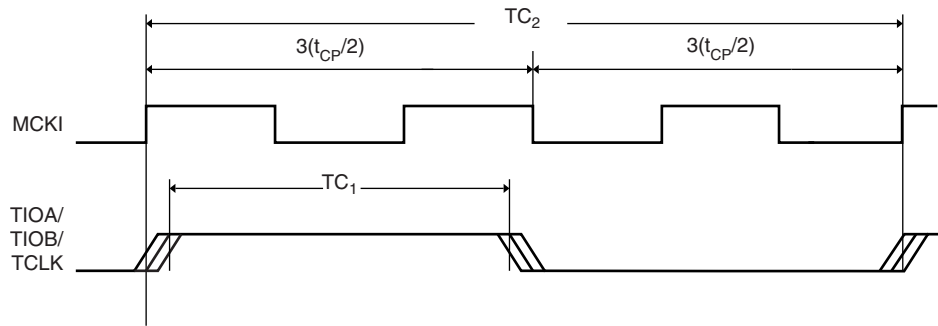 TC2
3(tCP/2) 3(tCP/2)
MCKI
TC1
TIOA/
TIOB/
TCLK